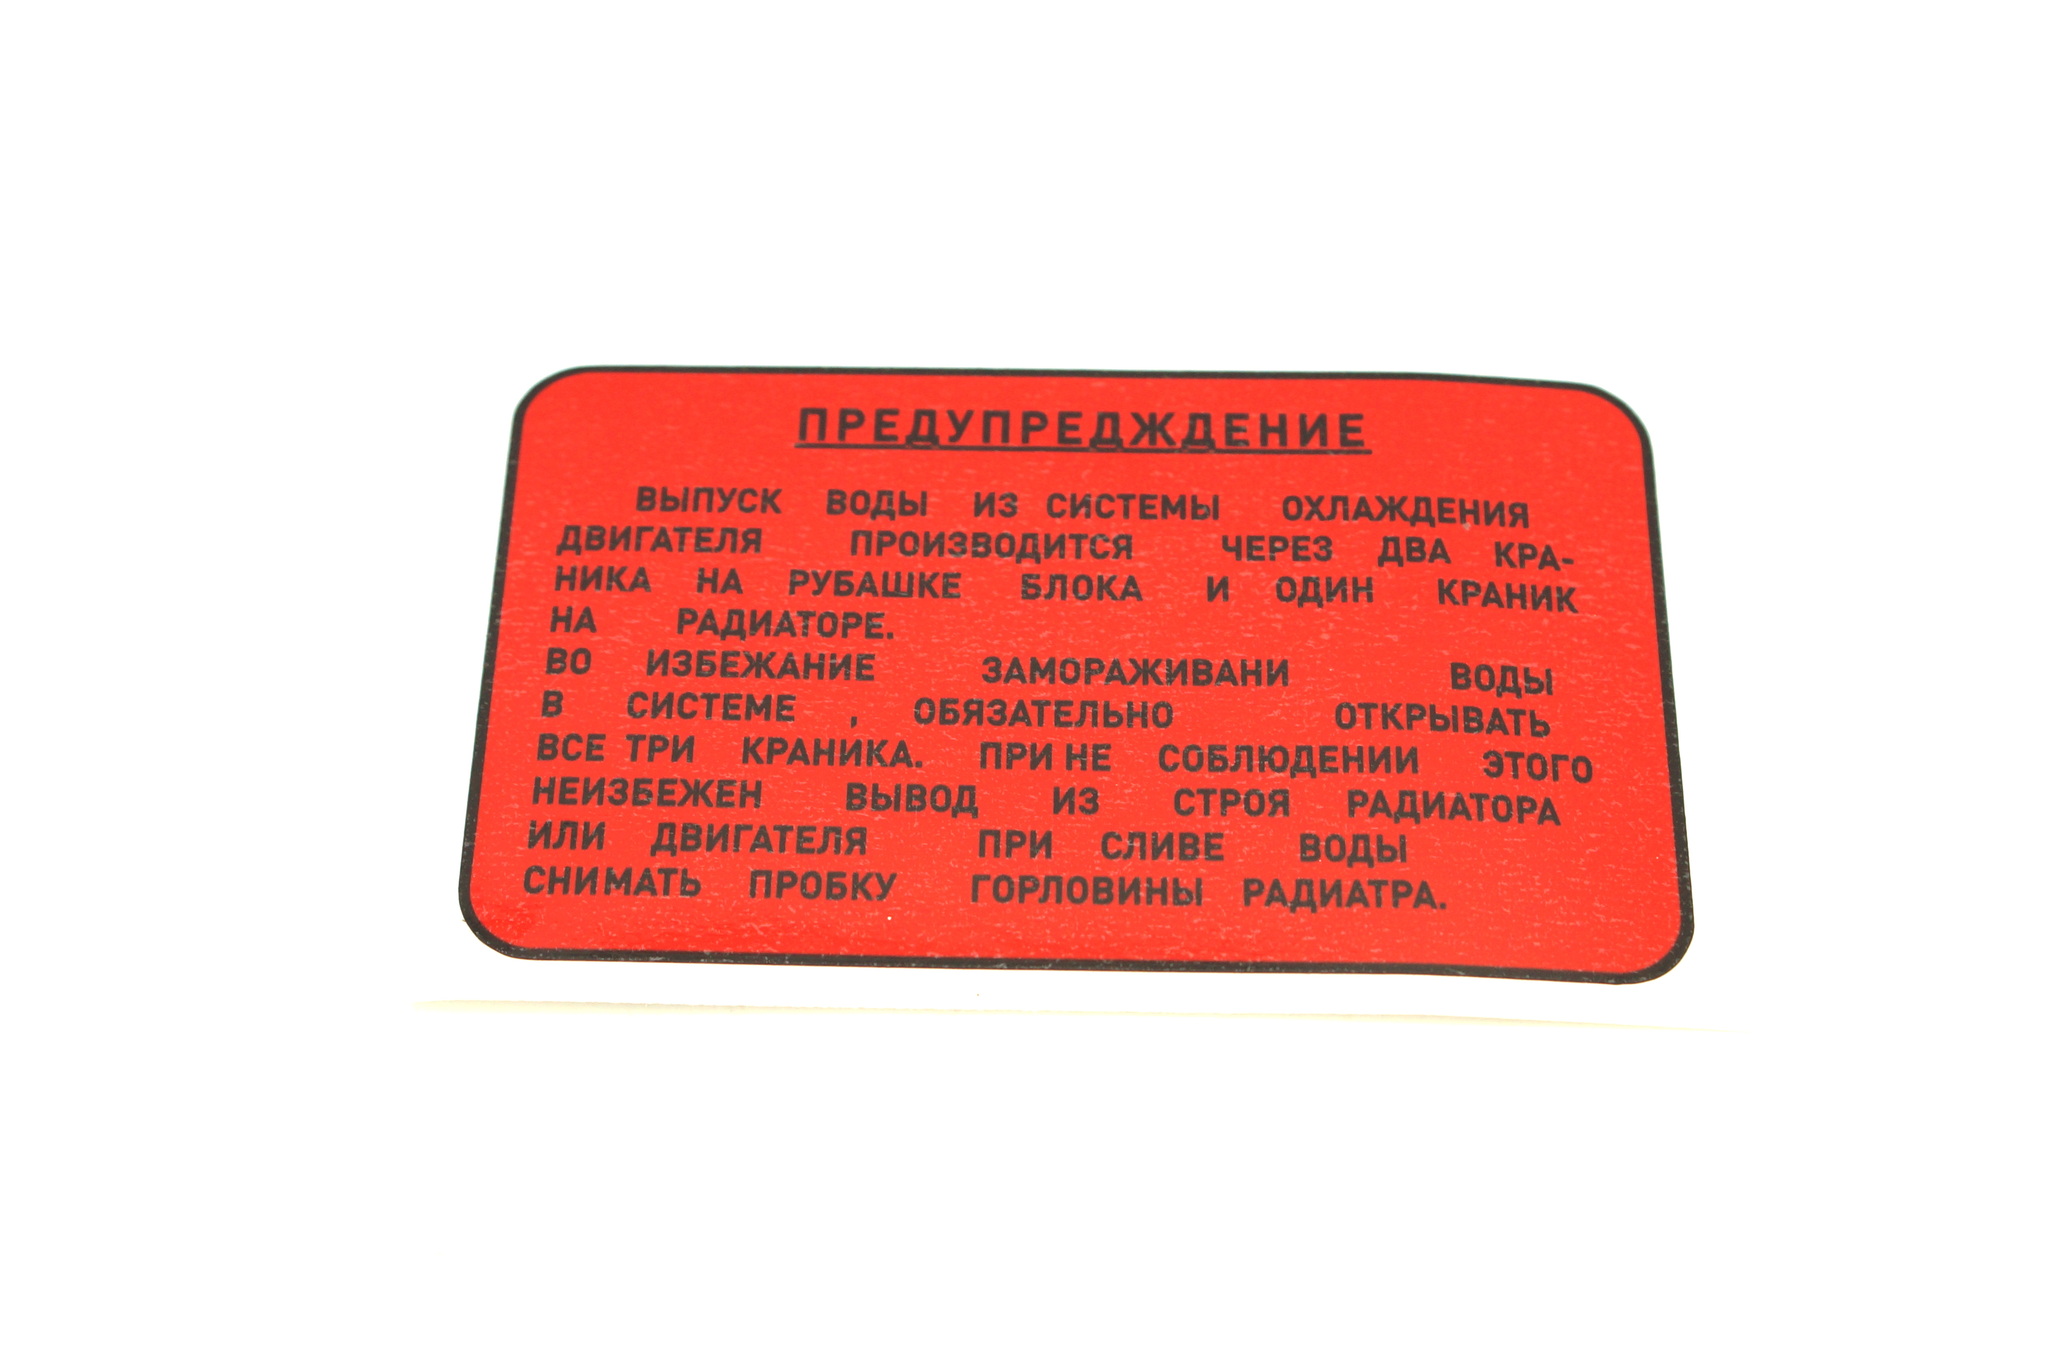 ПРЕДУПРЕДЖДЕНИЕ
ВЫПУСК ВОДЫ ИЗ СИСТЕМЫ ОХЛАЖДЕНИЯ
ДВИГАТЕЛЯ ПРОИЗВОДИТСЯ ЧЕРЕЗ ДВА КРА-
НИКА НА РУБАШКЕ БЛОКА И ОДИН КРАНИК
НА РАДИАТОРЕ.
ВО ИЗБЕЖАНИЕ ЗАМОРАЖИВАНИ ВОДЫ
В СИСТЕМЕ , ОБЯЗАТЕЛЬНО ОТКРЫВАТЬ
ВСЕ ТРИ КРАНИКА. ПРИ НЕ СОБЛЮДЕНИИ ЭТОГО
НЕИЗБЕЖЕН ВЫВОД ИЗ СТРОЯ РАДИАТОРА
ИЛИ ДВИГАТЕЛЯ ПРИ СЛИВЕ ВОДЫ
СНИМАТЬ ПРОБКУ ГОРЛОВИНЫ РАДИАТРА.